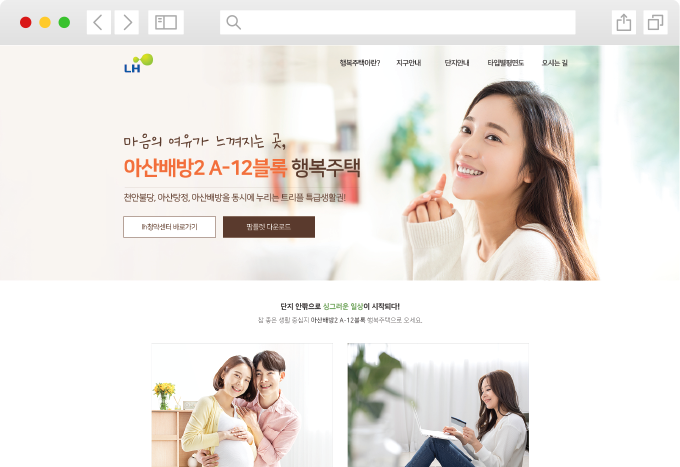 LH
행복주택이란? 지구안내 단지안내 타입별평면도 오시는 길
마음의 여유가 느껴지는 곳,
아산배방2 A-12블록 행복주택
천안불당, 아산탕정, 아산배방을 동시에 누리는 트리플 특급생활권!
lh청약센터 바로가기 팜플렛 다운로드
단지 안팎으로 싱그러운 일상이 시작되다!
살 좋은 생활 중심지 아산배방2 A-12블록 행복주택으로 오세요.